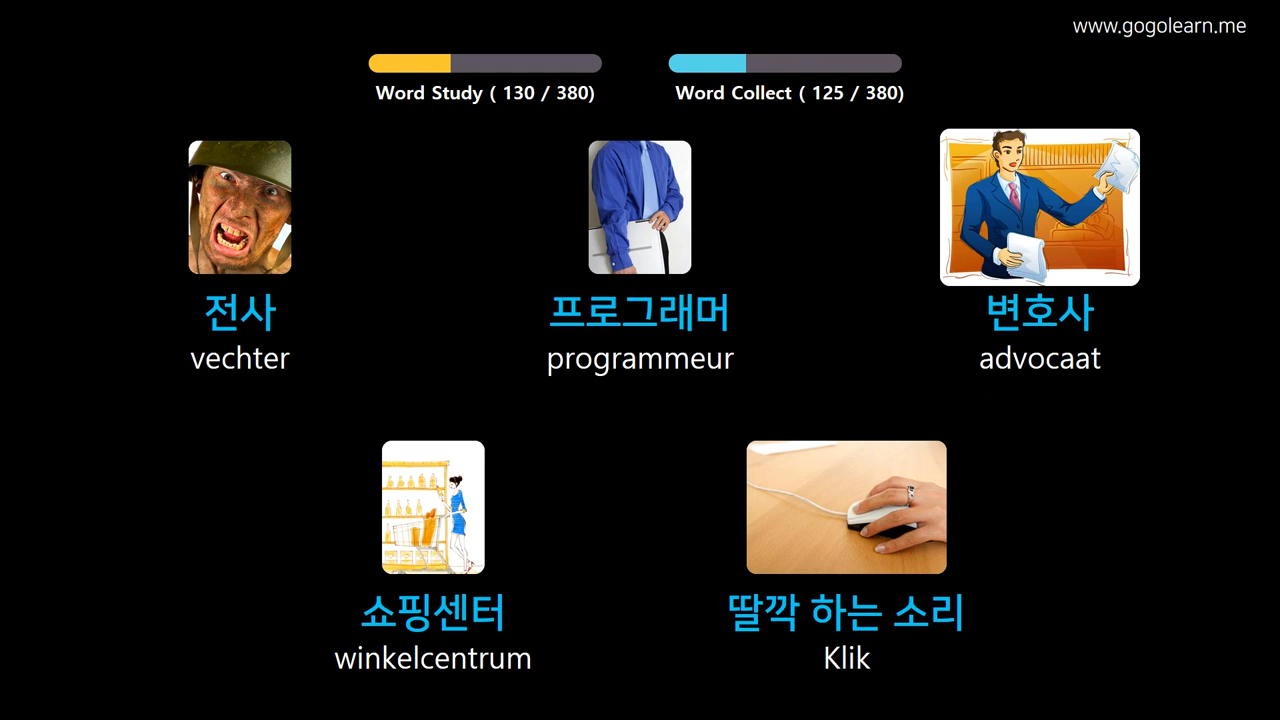 www.gogolearn.me
Word Study ( 130 / 380)
Word Collect ( 125 / 380)
전사
vechter
프로그래머
programmeur
변호사
advocaat
쇼핑센터
winkelcentrum
딸깍 하는 소리
Klik